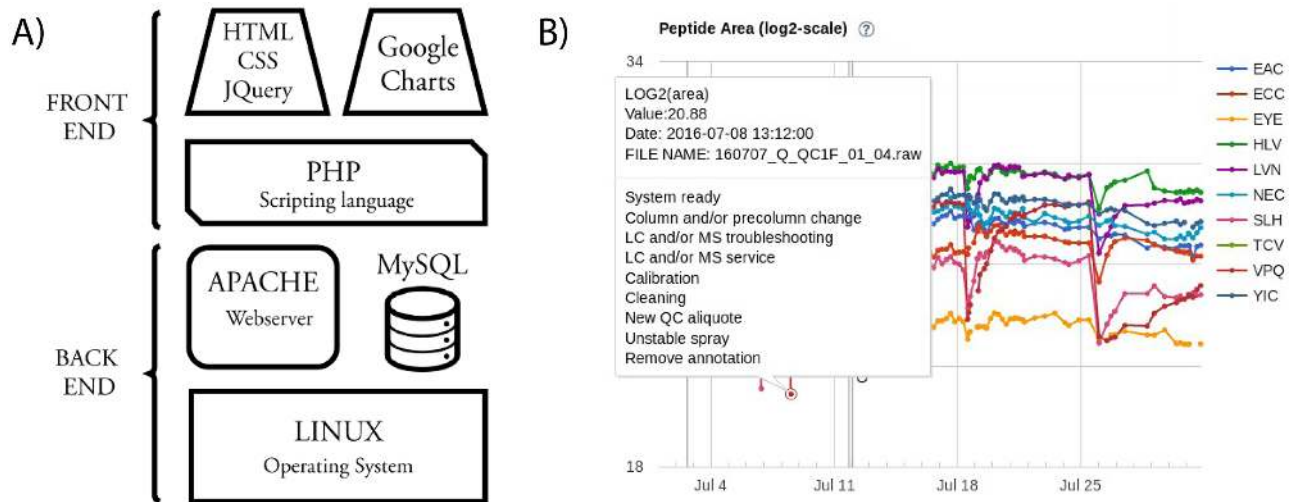 A)
FRONT
END
HTML
CSS
JQuery
Google
Charts
PHP
Scripting language
BACK
END
APACHE
Webserver
MySQL
LINUX
Operating System
B)
Peptide Area (log2-scale) ?
34
LOG2(area)
Value:20.88
Date: 2016-07-08 13:12:00
FILE NAME: 160707_Q_QC1F_01_04.raw
System ready
Column and/or precolumn change
LC and/or MS troubleshooting
LC and/or MS service
Calibration
Cleaning
New QC aliquote
Unstable spray
Remove annotation
18
Jul 4
Jul 11
Jul 18
Jul 25
EAC
ECC
EYE
HLV
LVN
NEC
SLH
TCV
VPQ
YIC